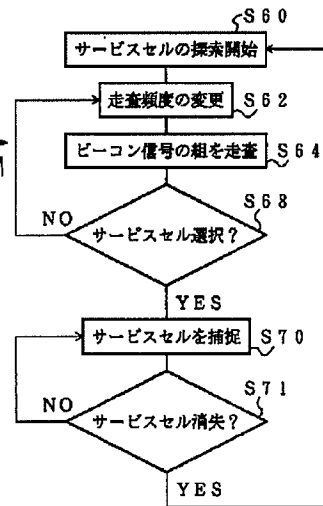 S60
サービスセルの探索開始
走査頻度の変更
S62
ビーコン信号の組を走査
S64
S68
NO
サービスセル選択?
YES
サービスセルを捕捉
S70
S71
NO
サービスセル消失?
YES